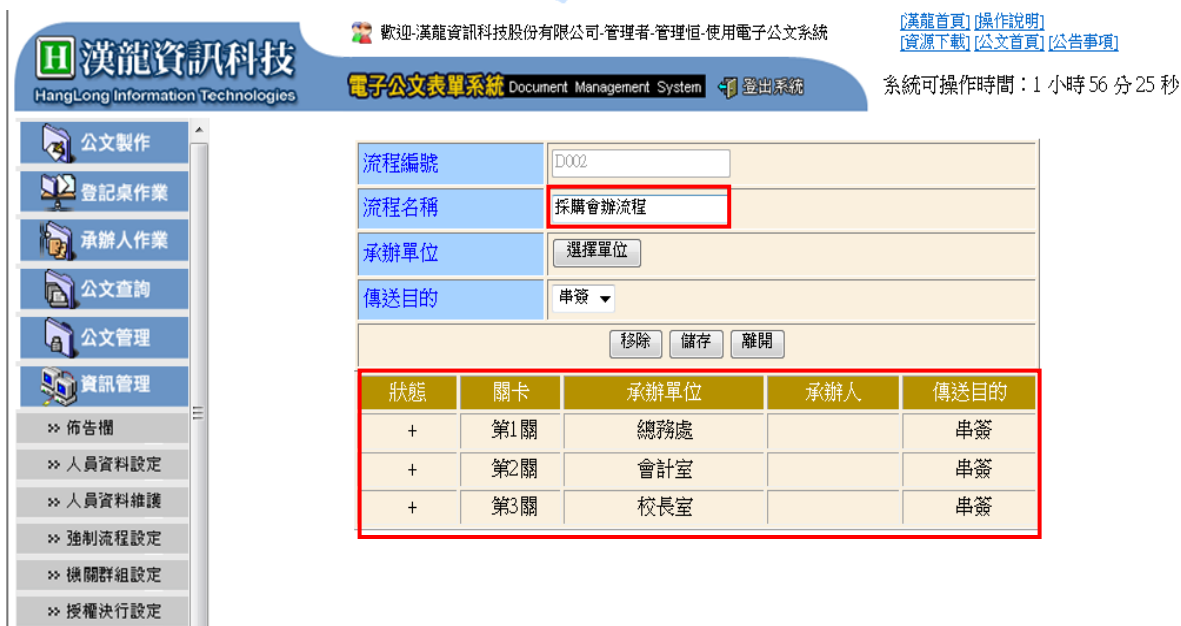 漢龍資訊科技
HangLong Information Technologies
歡迎-漢龍資訊科技股份有限公司-管理者-管理恒-使用電子公文系統
[漢龍首頁] [操作說明]
[資源下載] [公文首頁] [公告事項]
電子公文表單系統 Document Management System 登出系統
系統可操作時間：1 小時 56 分 25 秒
公文製作
登記桌作業
承辦人作業
公文查詢
公文管理
資訊管理
>> 佈告欄
>> 人員資料設定
>> 人員資料維護
>> 強制流程設定
>> 機關群組設定
>> 授權決行設定
流程編號 D002
流程名稱 採購會辦流程
承辦單位 選擇單位
傳送目的 串簽
移除 儲存 離開
狀態 關卡 承辦單位 承辦人 傳送目的
+ 第1關 總務處 串簽
+ 第2關 會計室 串簽
+ 第3關 校長室 串簽